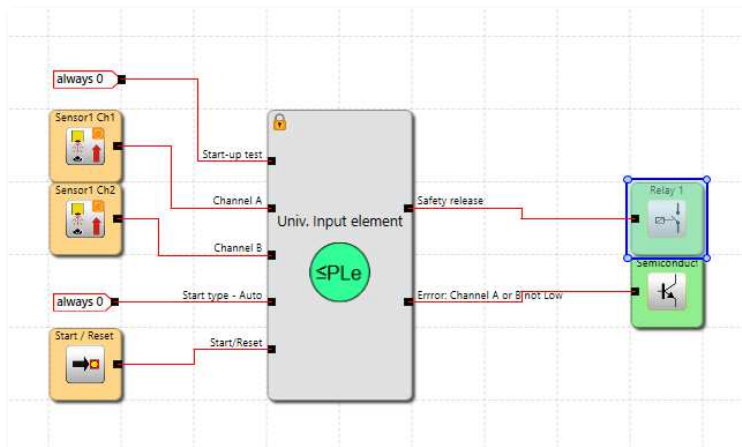 always 0
Sensor1 Ch1
Start-up test
Sensor1 Ch2
Channel A
Univ. Input element
Channel B
≤PLe
always 0
Start type - Auto
Start / Reset
Start/Reset
Safety release
Relay 1
Errror: Channel A or B not Low
Semiconduct